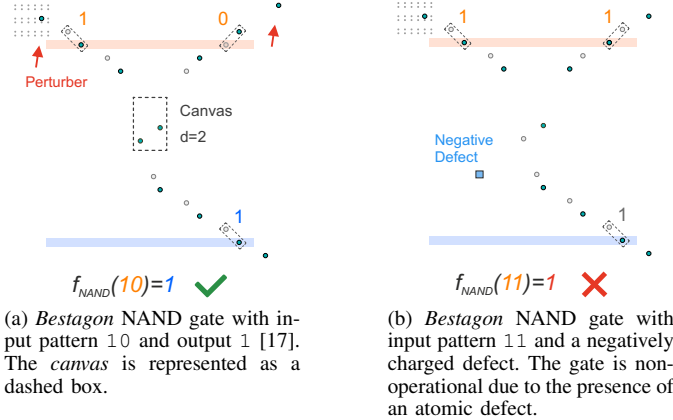 1
0
Perturber
Canvas
d=2
1
f_NAND(10)=1
(a) Bestagon NAND gate with in-
put pattern 10 and output 1 [17].
The canvas is represented as a
dashed box.
1
1
Negative
Defect
1
f_NAND(11)=1
(b) Bestagon NAND gate with
input pattern 11 and a negatively
charged defect. The gate is non-
operational due to the presence of
an atomic defect.